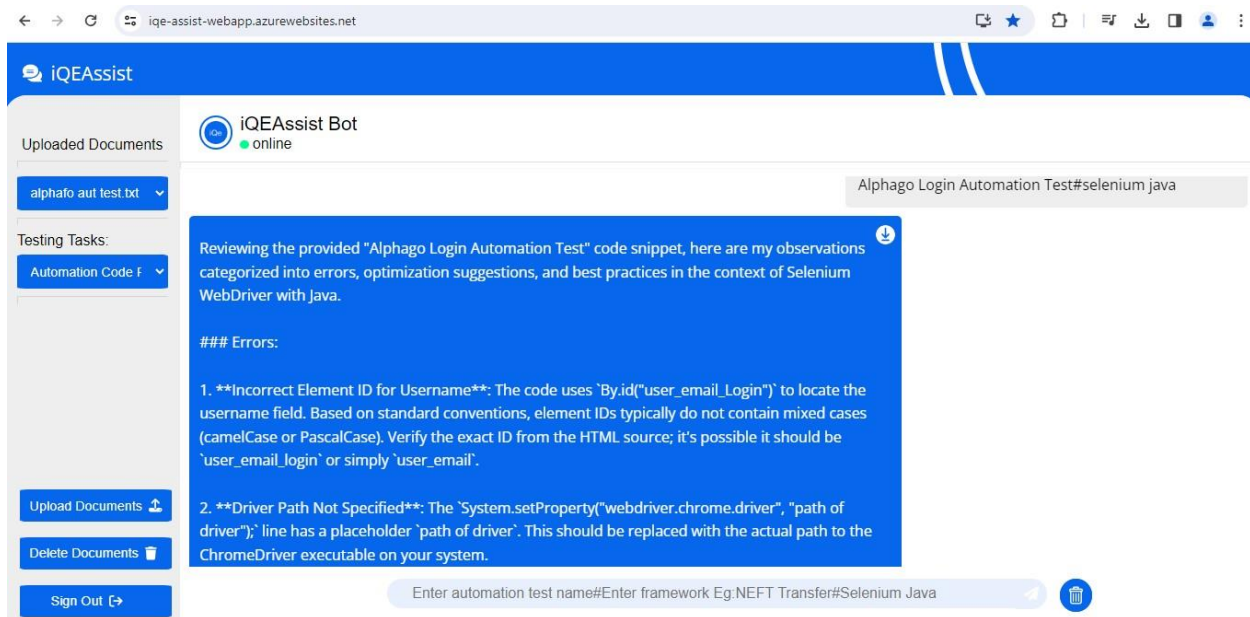 iqe-assist-webapp.azurewebsites.net
iQEAssist
Uploaded Documents
alphafo aut test.txt
Testing Tasks:
Automation Code F
Upload Documents
Delete Documents
Sign Out
iQe
iQEAssist Bot
online
Alphago Login Automation Test#selenium java
Reviewing the provided "Alphago Login Automation Test" code snippet, here are my observations
categorized into errors, optimization suggestions, and best practices in the context of Selenium
WebDriver with Java.
### Errors:
1. **Incorrect Element ID for Username**: The code uses `By.id("user_email_Login")` to locate the
username field. Based on standard conventions, element IDs typically do not contain mixed cases
(camelCase or PascalCase). Verify the exact ID from the HTML source; it's possible it should be
`user_email_login` or simply `user_email`.
2. **Driver Path Not Specified**: The `System.setProperty("webdriver.chrome.driver", "path of
driver");` line has a placeholder `path of driver`. This should be replaced with the actual path to the
ChromeDriver executable on your system.
Enter automation test name#Enter framework Eg:NEFT Transfer#Selenium Java